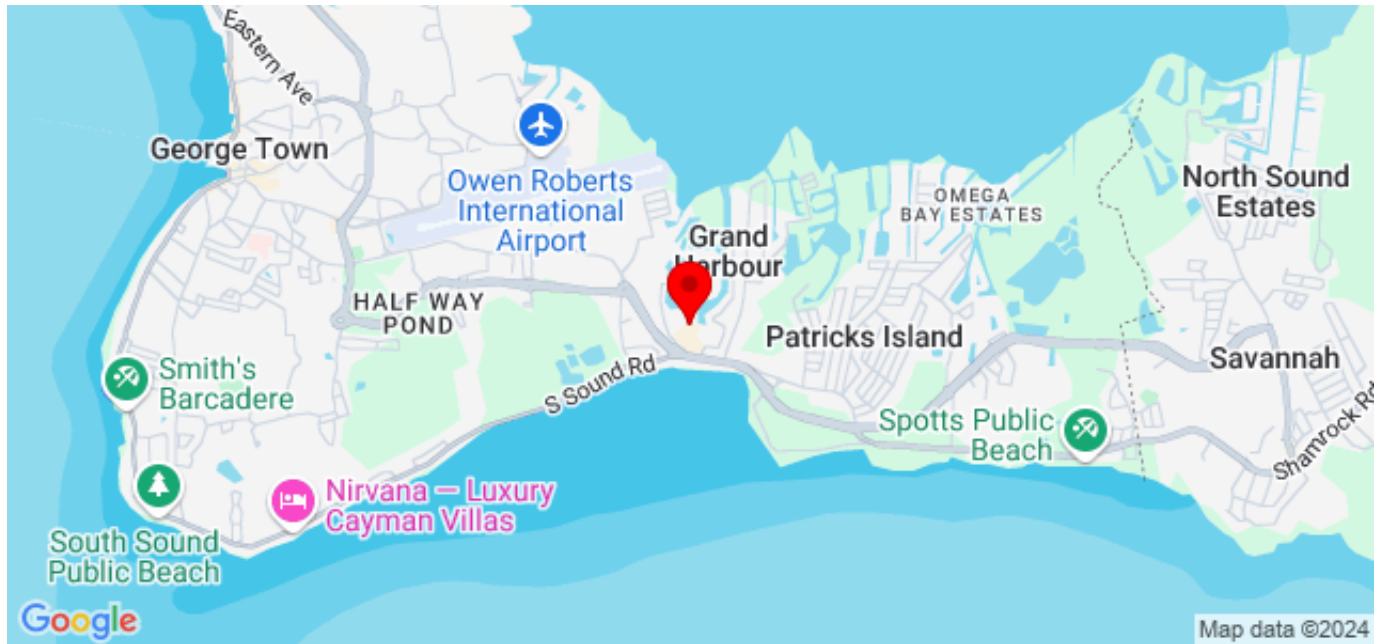 Eastern Ave
George Town
Owen Roberts
International
Airport
OMEGA
BAY ESTATES
North Sound
Estates
Grand
Harbour
HALF WAY
POND
Patricks Island
Savannah
Smith's
Barcadere
S Sound Rd
Spotts Public
Beach
Shamrock Rd
Nirvana — Luxury
Cayman Villas
South Sound
Public Beach
Google
Map data ©2024